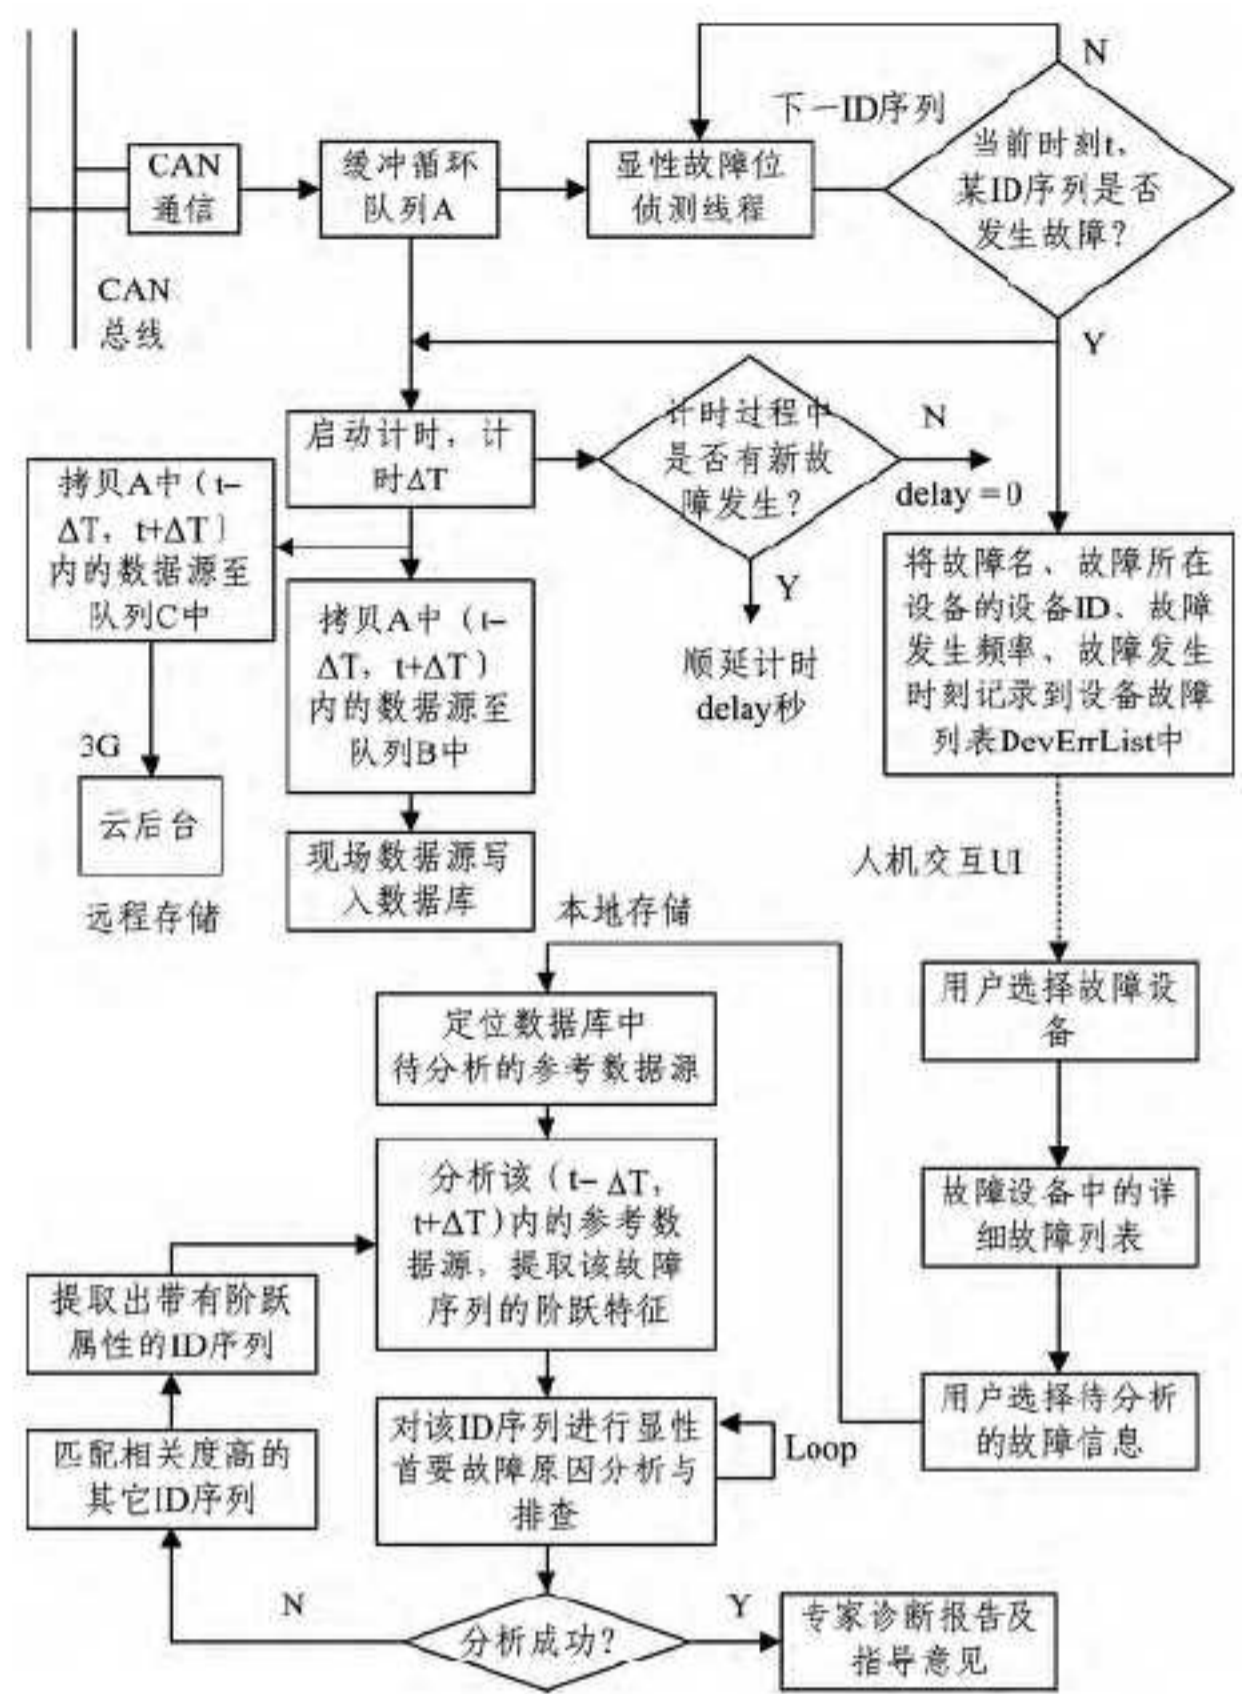 N
下一ID序列
CAN
通信
缓冲循环
队列A
显性故障位
侦测线程
当前时刻t，
某ID序列是否
发生故障？
CAN
总线
Y
启动计时，计
时ΔT
计时过程中
是否有新故
障发生？
N
delay = 0
Y
顺延计时
delay秒
拷贝A中（t-
ΔT，t+ΔT）
内的数据源至
队列C中
拷贝A中（t-
ΔT，t+ΔT）
内的数据源至
队列B中
将故障名、故障所在
设备的设备ID、故障
发生频率、故障发生
时刻记录到设备故障
列表DevErrList中
3G
云后台
远程存储
现场数据源写
入数据库
本地存储
人机交互UI
用户选择故障设
备
故障设备中的详
细故障列表
用户选择待分析
的故障信息
定位数据库中
待分析的参考数据源
分析该（t- ΔT，
t+ΔT)内的参考数
据源，提取该故障
序列的阶跃特征
提取出带有阶跃
属性的ID序列
匹配相关度高的
其它ID序列
对该ID序列进行显性
首要故障原因分析与
排查
Loop
N
分析成功？
Y
专家诊断报告及
指导意见